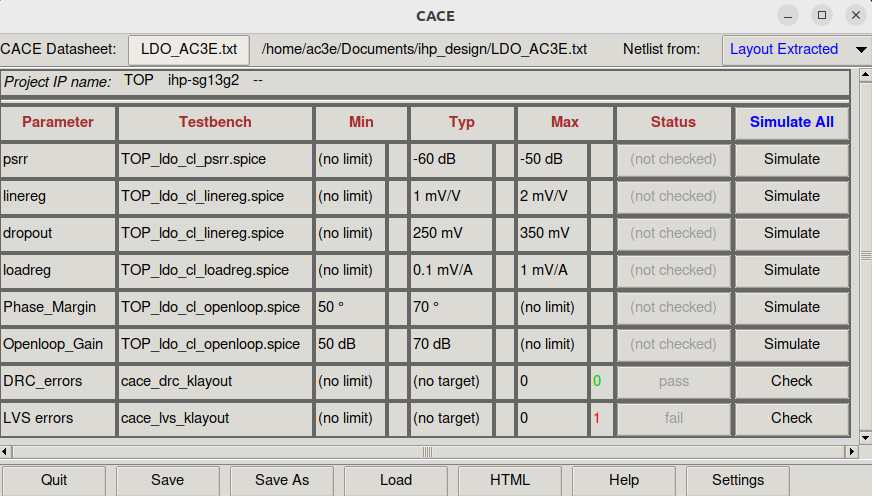 CACE
CACE Datasheet: LDO_AC3E.txt /home/ac3e/Documents/ihp_design/LDO_AC3E.txt Netlist from: Layout Extracted
Project IP name: TOP ihp-sg13g2 --
Parameter Testbench Min Typ Max Status Simulate All
psrr TOP_ldo_cl_psrr.spice (no limit) -60 dB -50 dB (not checked) Simulate
linereg TOP_ldo_cl_linereg.spice (no limit) 1 mV/V 2 mV/V (not checked) Simulate
dropout TOP_ldo_cl_linereg.spice (no limit) 250 mV 350 mV (not checked) Simulate
loadreg TOP_ldo_cl_loadreg.spice (no limit) 0.1 mV/A 1 mV/A (not checked) Simulate
Phase_Margin TOP_ldo_cl_openloop.spice 50 ° 70 ° (no limit) (not checked) Simulate
Openloop_Gain TOP_ldo_cl_openloop.spice 50 dB 70 dB (no limit) (not checked) Simulate
DRC_errors cace_drc_klayout (no limit) (no target) 0 0 pass Check
LVS errors cace_lvs_klayout (no limit) (no target) 0 1 fail Check
Quit Save Save As Load HTML Help Settings